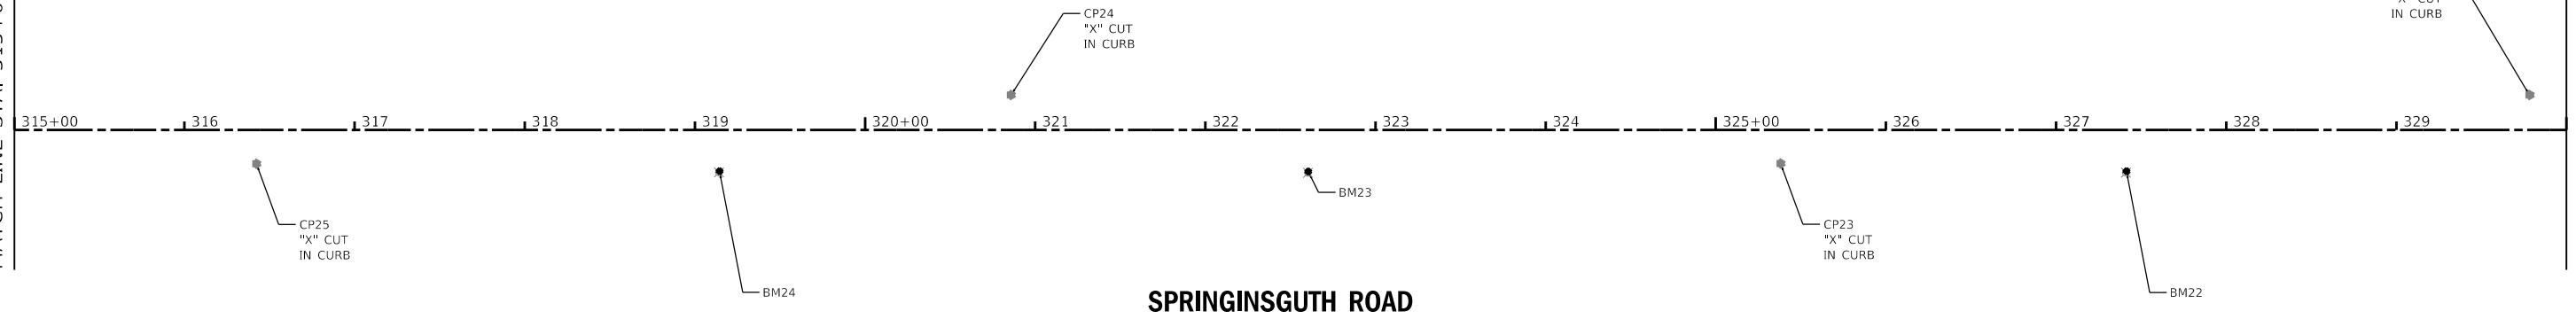 CP24
"X" CUT
IN CURB
IN CURB
315+00 316 317 318 319 320+00 321 322 323 324 325+00 326 327 328 329
BM23
CP25
"X" CUT
IN CURB
CP23
"X" CUT
IN CURB
BM24
BM22
SPRINGINSGUTH ROAD